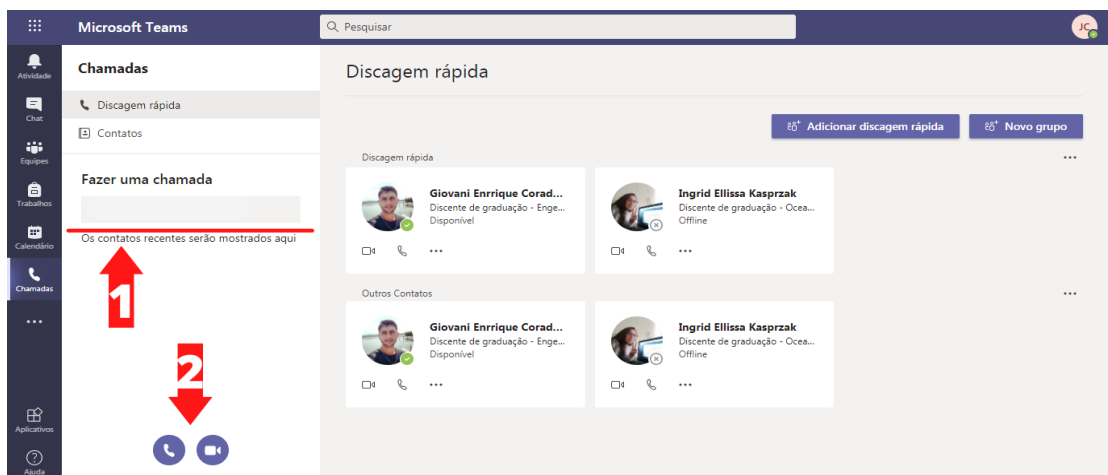 Microsoft Teams
Pesquisar
JC
Atividade
Chat
Equipes
Trabalhos
Calendário
Chamadas
Aplicativos
Ajuda
Chamadas
Discagem rápida
Contatos
Fazer uma chamada
Os contatos recentes serão mostrados aqui
1
2
Discagem rápida
Adicionar discagem rápida
Novo grupo
Discagem rápida
Giovani Enrrique Corad...
Discente de graduação - Enge...
Disponível
Ingrid Ellissa Kasprzak
Discente de graduação - Ocea...
Offline
Outros Contatos
Giovani Enrrique Corad...
Discente de graduação - Enge...
Disponível
Ingrid Ellissa Kasprzak
Discente de graduação - Ocea...
Offline